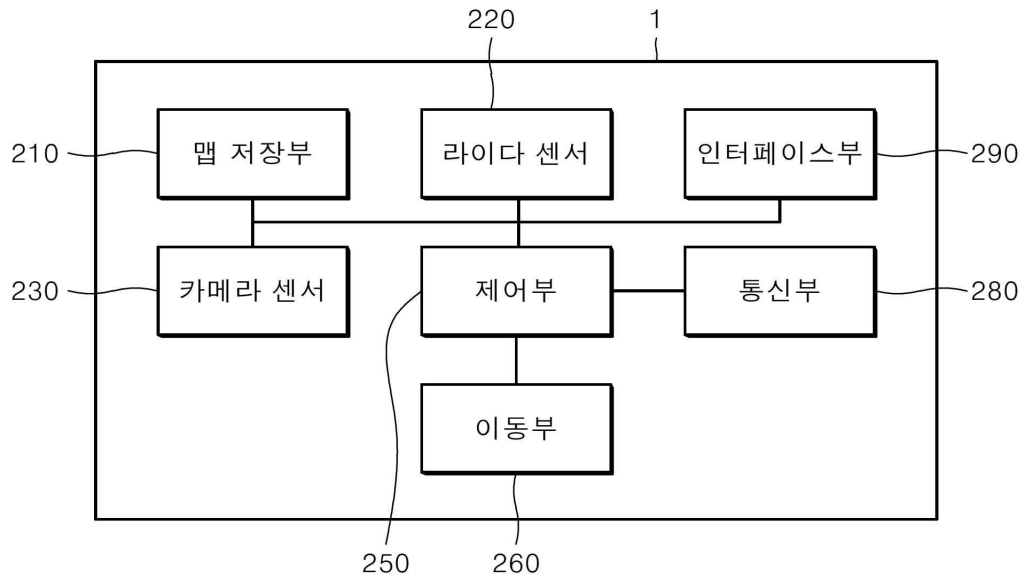 220
1
210
맵 저장부
라이다 센서
인터페이스부
290
230
카메라 센서
제어부
통신부
280
이동부
250
260